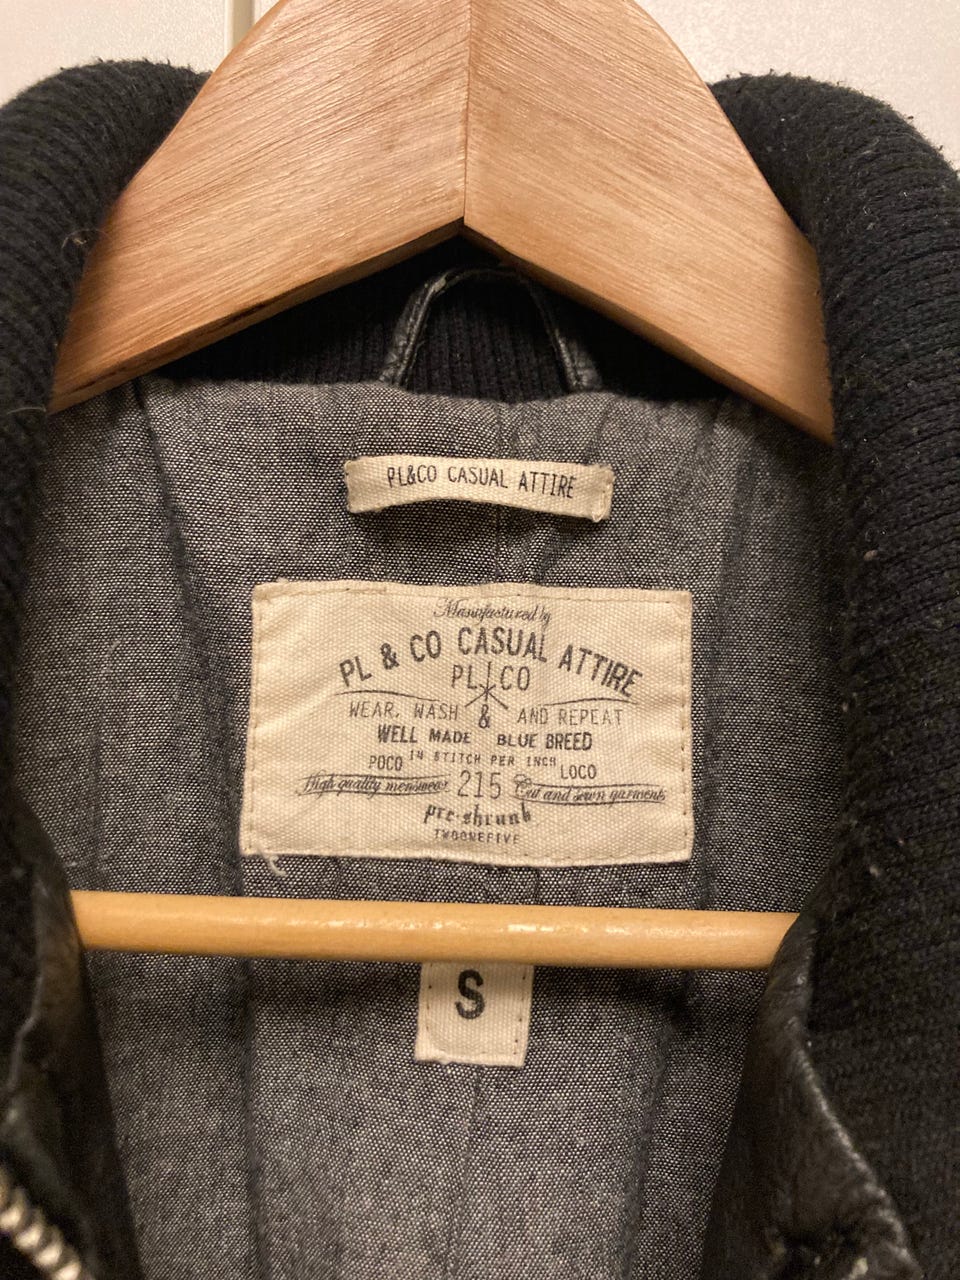 PL&CO CASUAL ATTIRE
Manufactured by
PL & CO CASUAL ATTIRE
PL CO
WEAR, WASH & AND REPEAT
WELL MADE BLUE BREED
14 STITCH PER INCH
POCO LOCO
High quality menswear 215 Cut and sewn garments
pre-shrunk
TWOONEFIVE
S